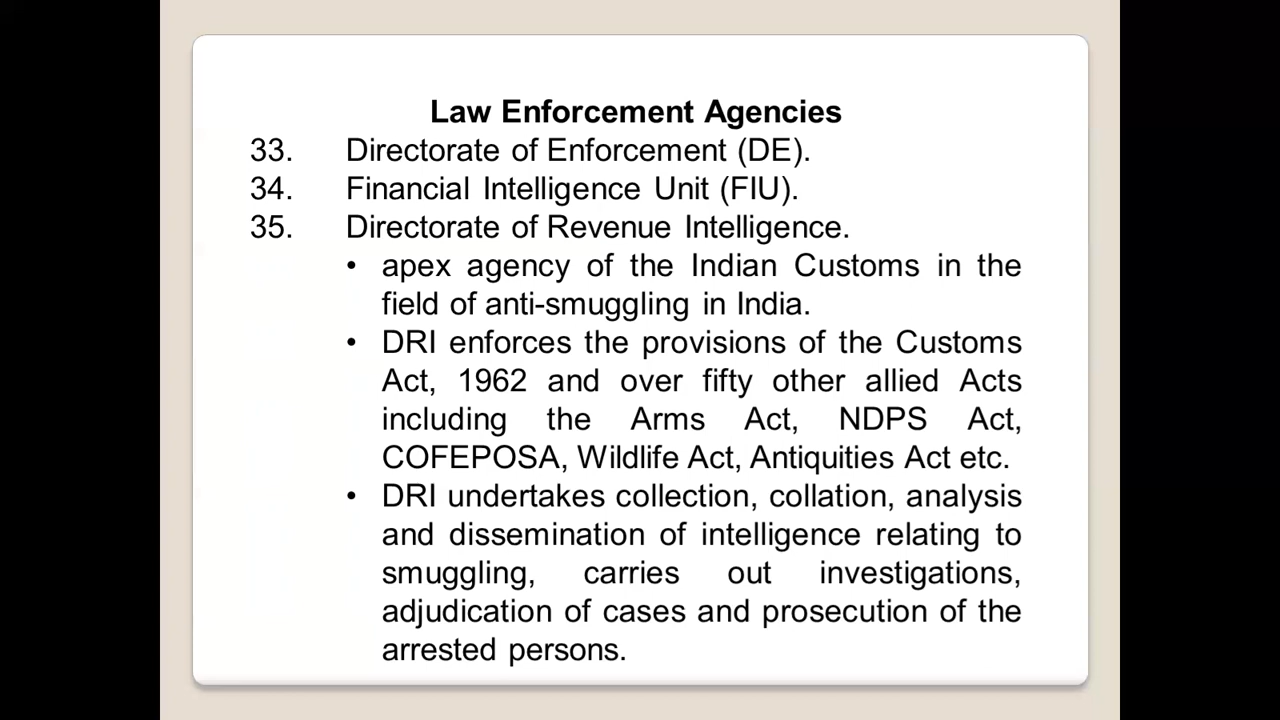 Law Enforcement Agencies
33. Directorate of Enforcement (DE).
34. Financial Intelligence Unit (FIU).
35. Directorate of Revenue Intelligence.
• apex agency of the Indian Customs in the
field of anti-smuggling in India.
• DRI enforces the provisions of the Customs
Act, 1962 and over fifty other allied Acts
including the Arms Act, NDPS Act,
COFEPOSA, Wildlife Act, Antiquities Act etc.
• DRI undertakes collection, collation, analysis
and dissemination of intelligence relating to
smuggling, carries out investigations,
adjudication of cases and prosecution of the
arrested persons.